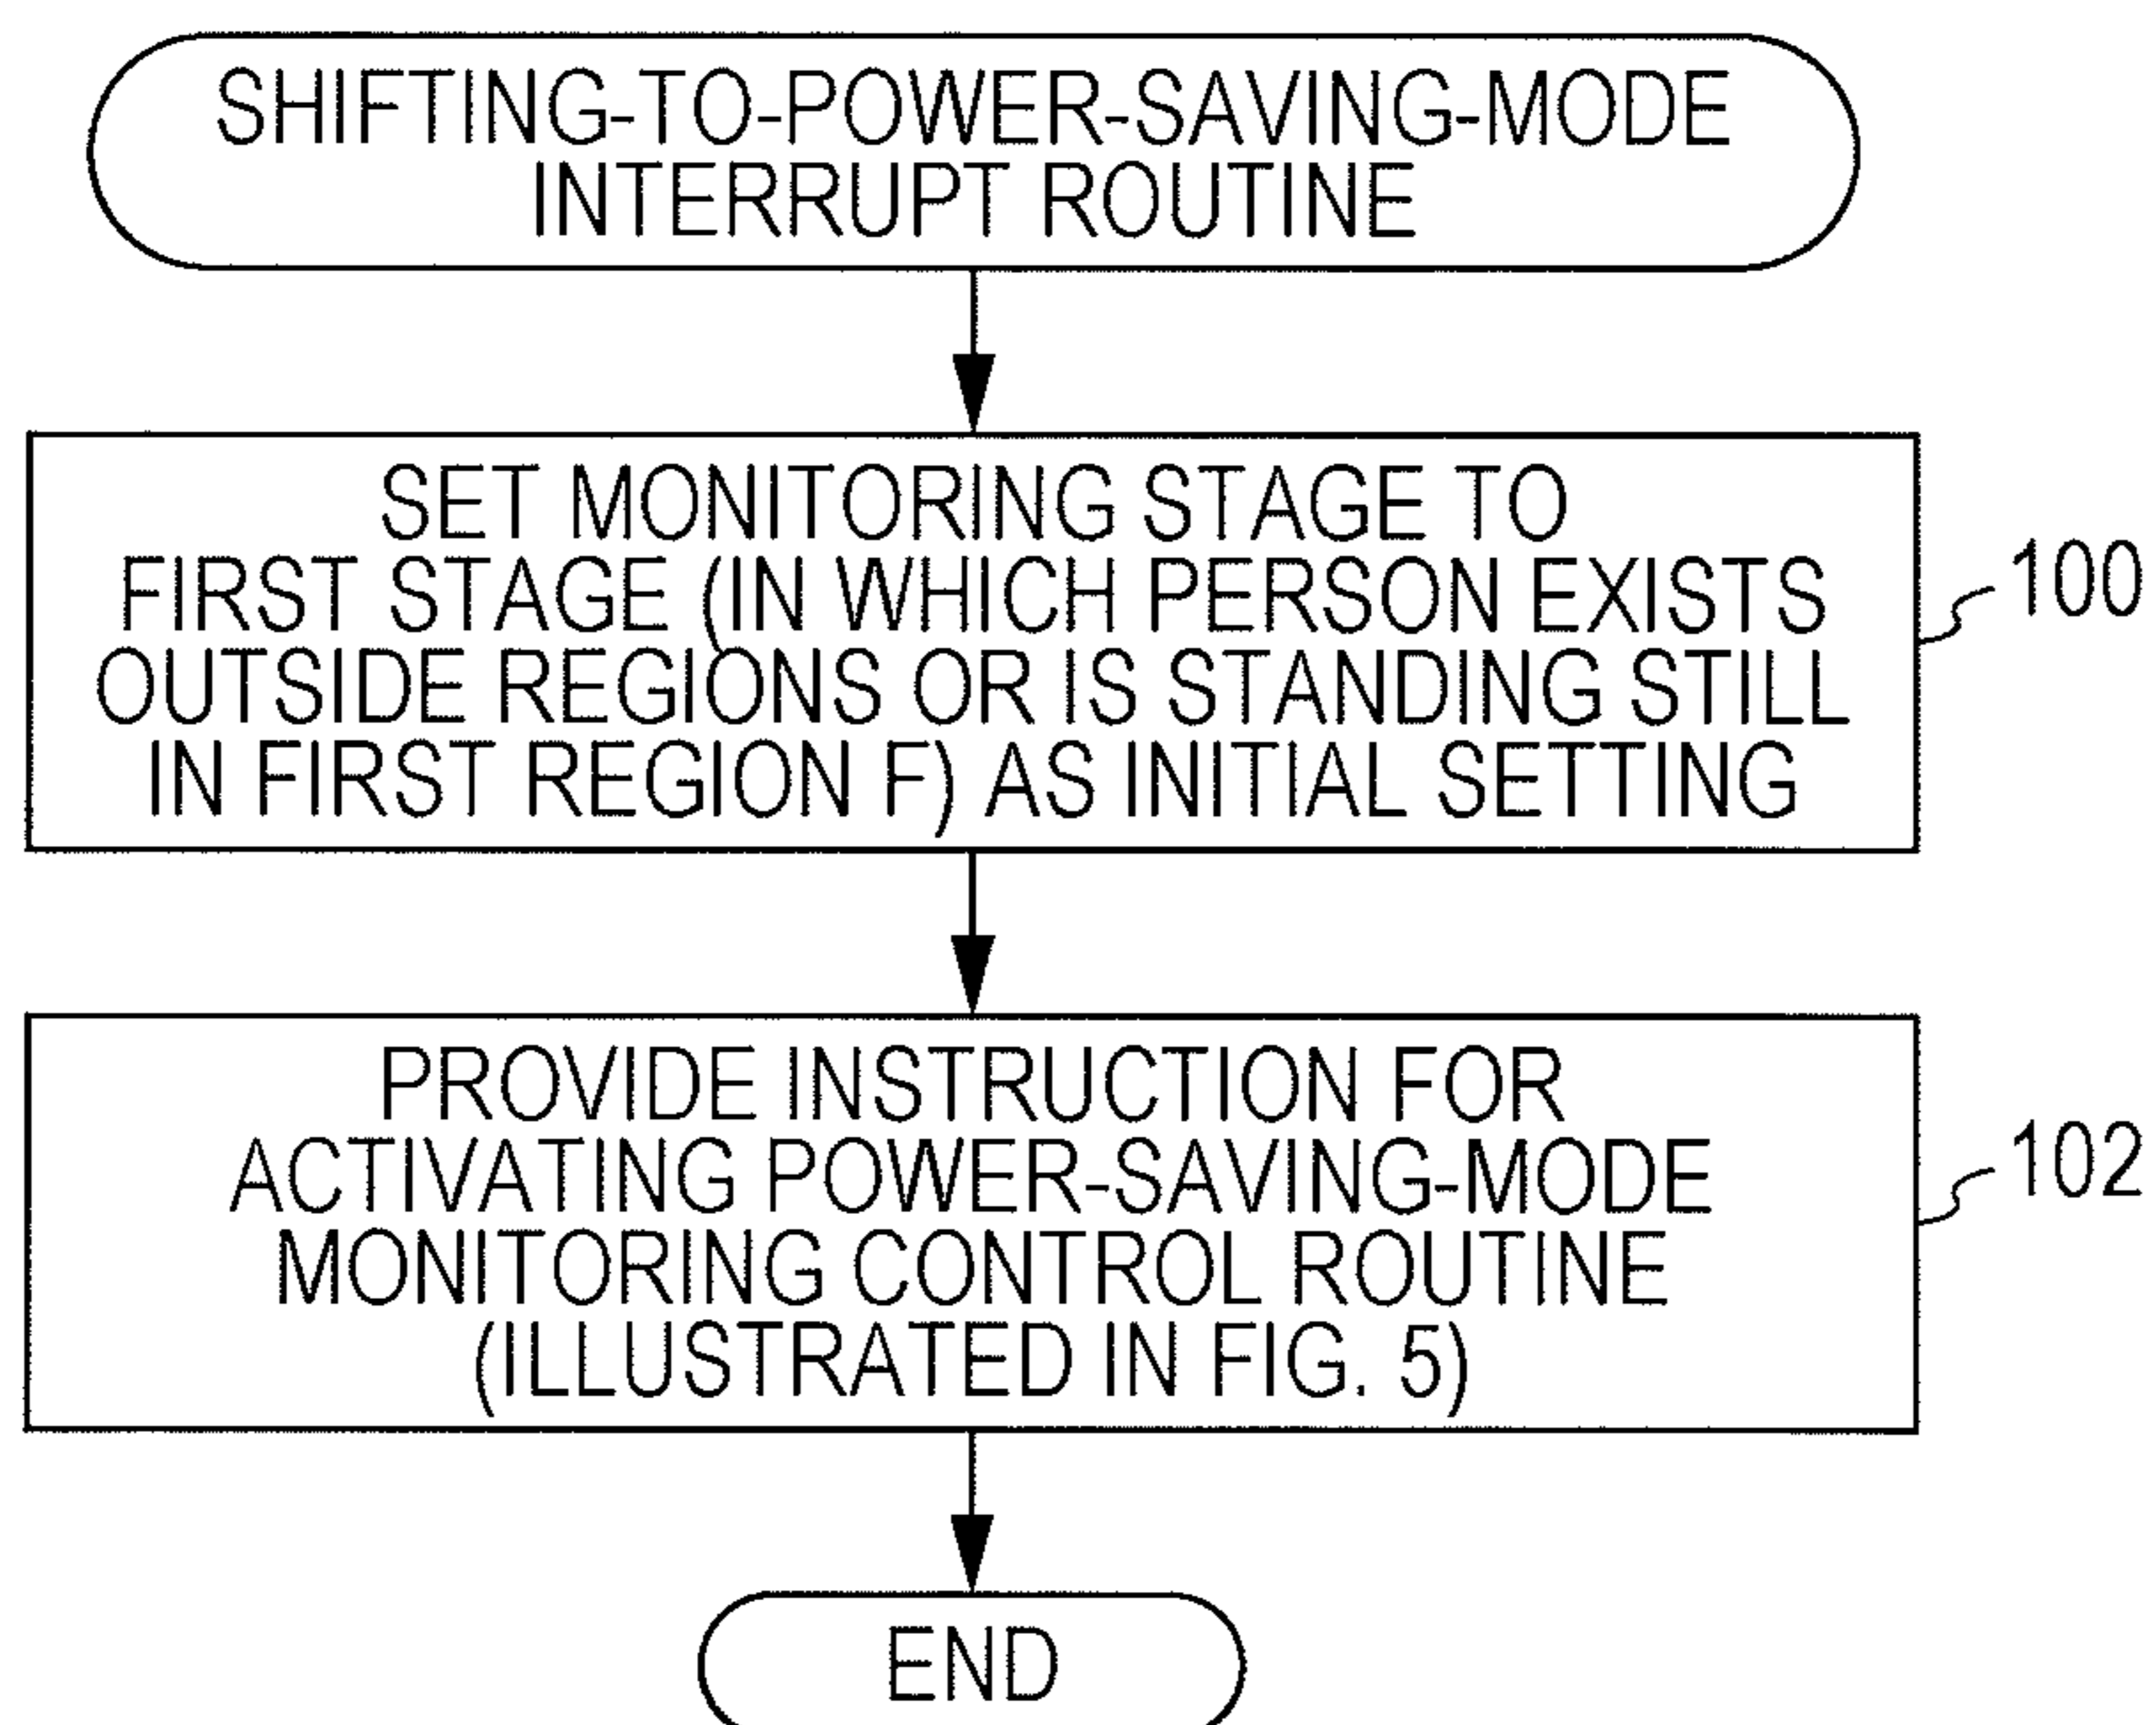 SHIFTING-TO-POWER-SAVING-MODE
INTERRUPT ROUTINE
SET MONITORING STAGE TO
FIRST STAGE (IN WHICH PERSON EXISTS
OUTSIDE REGIONS OR IS STANDING STILL
IN FIRST REGION F) AS INITIAL SETTING
100
PROVIDE INSTRUCTION FOR
ACTIVATING POWER-SAVING-MODE
MONITORING CONTROL ROUTINE
(ILLUSTRATED IN FIG. 5)
102
END